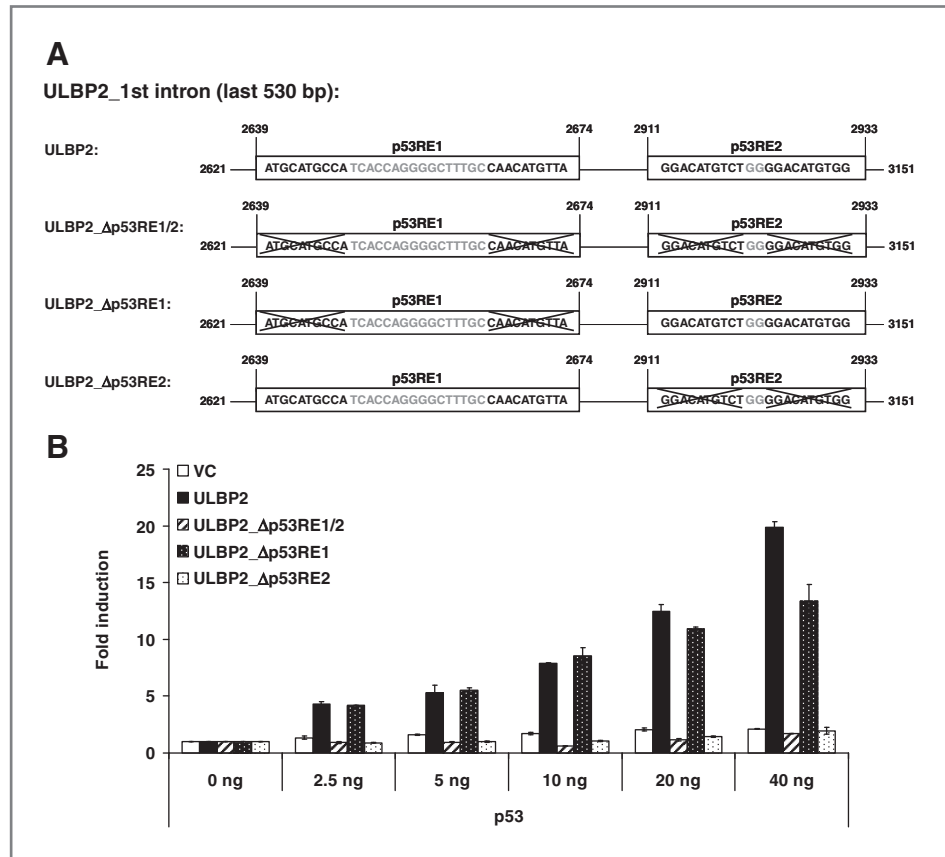 A
ULBP2_1st intron (last 530 bp):
2639 2674 2911 2933
ULBP2: p53RE1 p53RE2
2621 ATGCATGCCA TCACCAGGGGCTTTGC CAACATGTTA GGACATGTCT GG GGACATGTGG 3151
2639 2674 2911 2933
ULBP2_Δp53RE1/2: p53RE1 p53RE2
2621 ATGCATGCCA TCACCAGGGGCTTTGC CAACATGTTA GGACATGTCT GG GGACATGTGG 3151
2639 2674 2911 2933
ULBP2_Δp53RE1: p53RE1 p53RE2
2621 ATGCATGCCA TCACCAGGGGCTTTGC CAACATGTTA GGACATGTCT GG GGACATGTGG 3151
2639 2674 2911 2933
ULBP2_Δp53RE2: p53RE1 p53RE2
2621 ATGCATGCCA TCACCAGGGGCTTTGC CAACATGTTA GGACATGTCT GG GGACATGTGG 3151
B
25
20
15
10
5
0
Fold induction
VC
ULBP2
ULBP2_Δp53RE1/2
ULBP2_Δp53RE1
ULBP2_Δp53RE2
0 ng 2.5 ng 5 ng 10 ng 20 ng 40 ng
p53